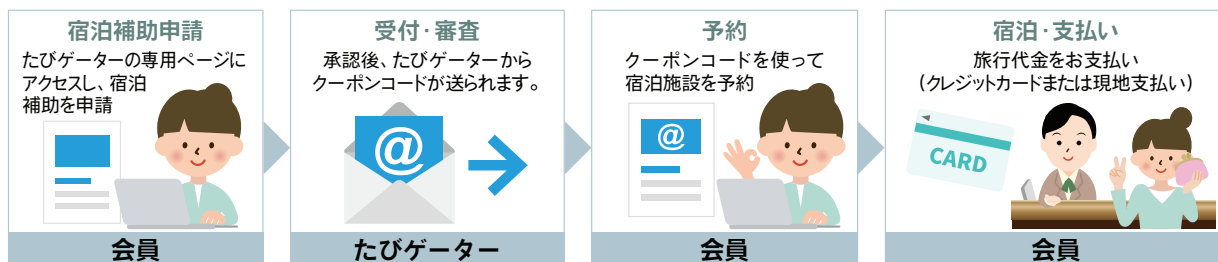 宿泊補助申請
たびゲーターの専用ページに
アクセスし、宿泊
補助を申請
会員
受付・審査
承認後、たびゲーターから
クーポンコードが送られます。
@
たびゲーター
予約
クーポンコードを使って
宿泊施設を予約
@
会員
宿泊・支払い
旅行代金をお支払い
(クレジットカードまたは現地支払い)
CARD
会員